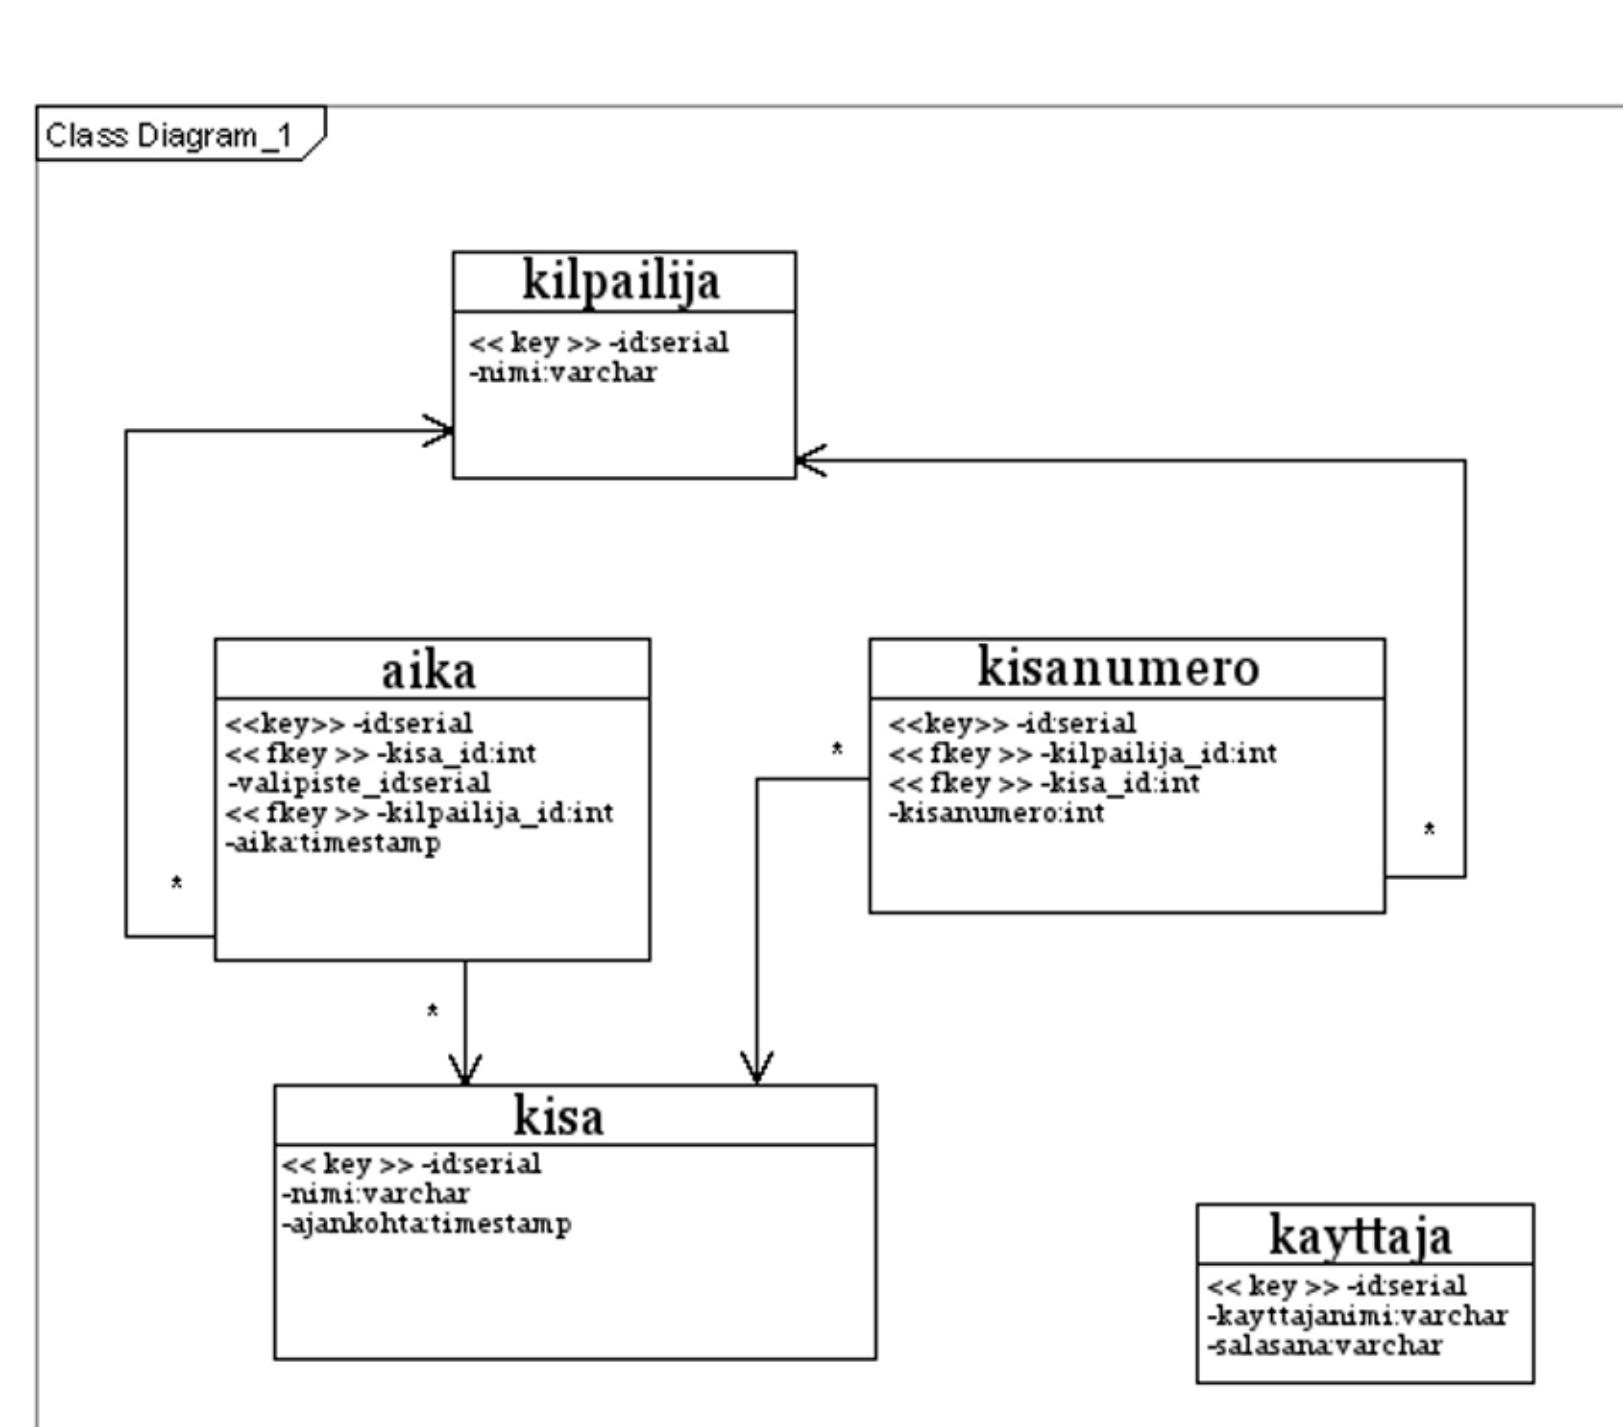 Class Diagram_1
kilpailija
<< key >> -id:serial
-nimi:varchar
aika
<<key>> -id:serial
<< fkey >> -kisa_id:int
-valipiste_id:serial
<< fkey >> -kilpailija_id:int
-aika:timestamp
*
*
kisanumero
<<key>> -id:serial
<< fkey >> -kilpailija_id:int
<< fkey >> -kisa_id:int
-kisanumero:int
*
*
kisa
<< key >> -id:serial
-nimi:varchar
-ajankohta:timestamp
kayttaja
<< key >> -id:serial
-kayttajanimi:varchar
-salasana:varchar